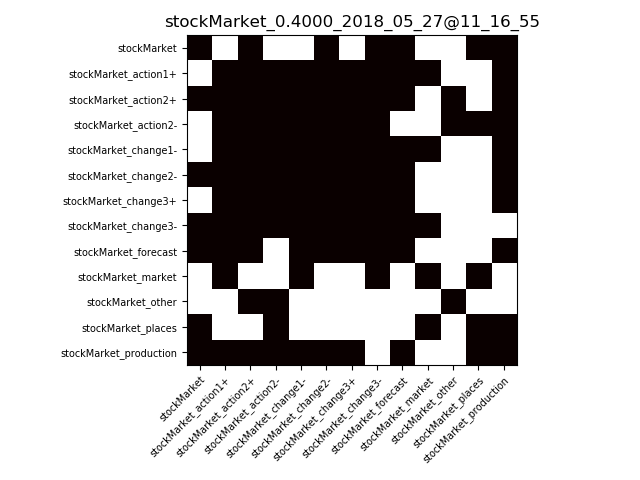 stockMarket_0.4000_2018_05_27@11_16_55
stockMarket
stockMarket_action1+
stockMarket_action2+
stockMarket_action2-
stockMarket_change1-
stockMarket_change2-
stockMarket_change3+
stockMarket_change3-
stockMarket_forecast
stockMarket_market
stockMarket_other
stockMarket_places
stockMarket_production
stockMarket
stockMarket_action1+
stockMarket_action2+
stockMarket_action2-
stockMarket_change1-
stockMarket_change2-
stockMarket_change3+
stockMarket_change3-
stockMarket_forecast
stockMarket_market
stockMarket_other
stockMarket_places
stockMarket_production